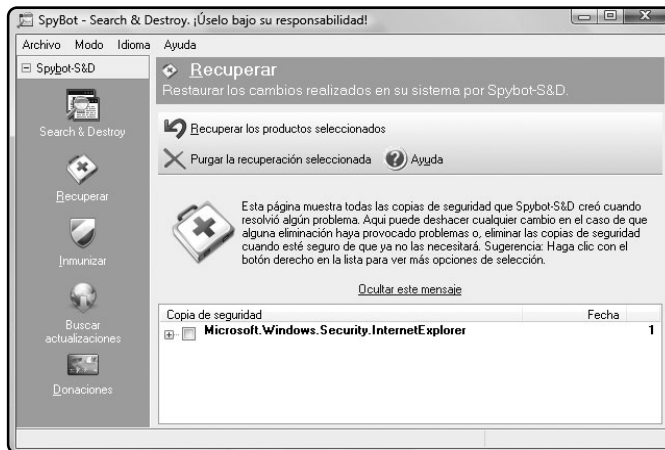 SpyBot - Search & Destroy. ¡Úselo bajo su responsabilidad!
Archivo Modo Idioma Ayuda
Spybot-S&D
Search & Destroy
Recuperar
Inmunizar
Buscar
actualizaciones
Donaciones
Recuperar
Restaurar los cambios realizados en su sistema por Spybot-S&D.
Recuperar los productos seleccionados
Purgar la recuperación seleccionada Ayuda
Esta página muestra todas las copias de seguridad que Spybot-S&D creó cuando
resolvió algún problema. Aqui puede deshacer cualquier cambio en el caso de que
alguna eliminación haya provocado problemas o, eliminar las copias de seguridad
cuando esté seguro de que ya no las necesitará. Sugerencia: Haga clic con el
botón derecho en la lista para ver más opciones de selección.
Ocultar este mensaje
Copia de seguridad Fecha
Microsoft.Windows.Security.InternetExplorer 1